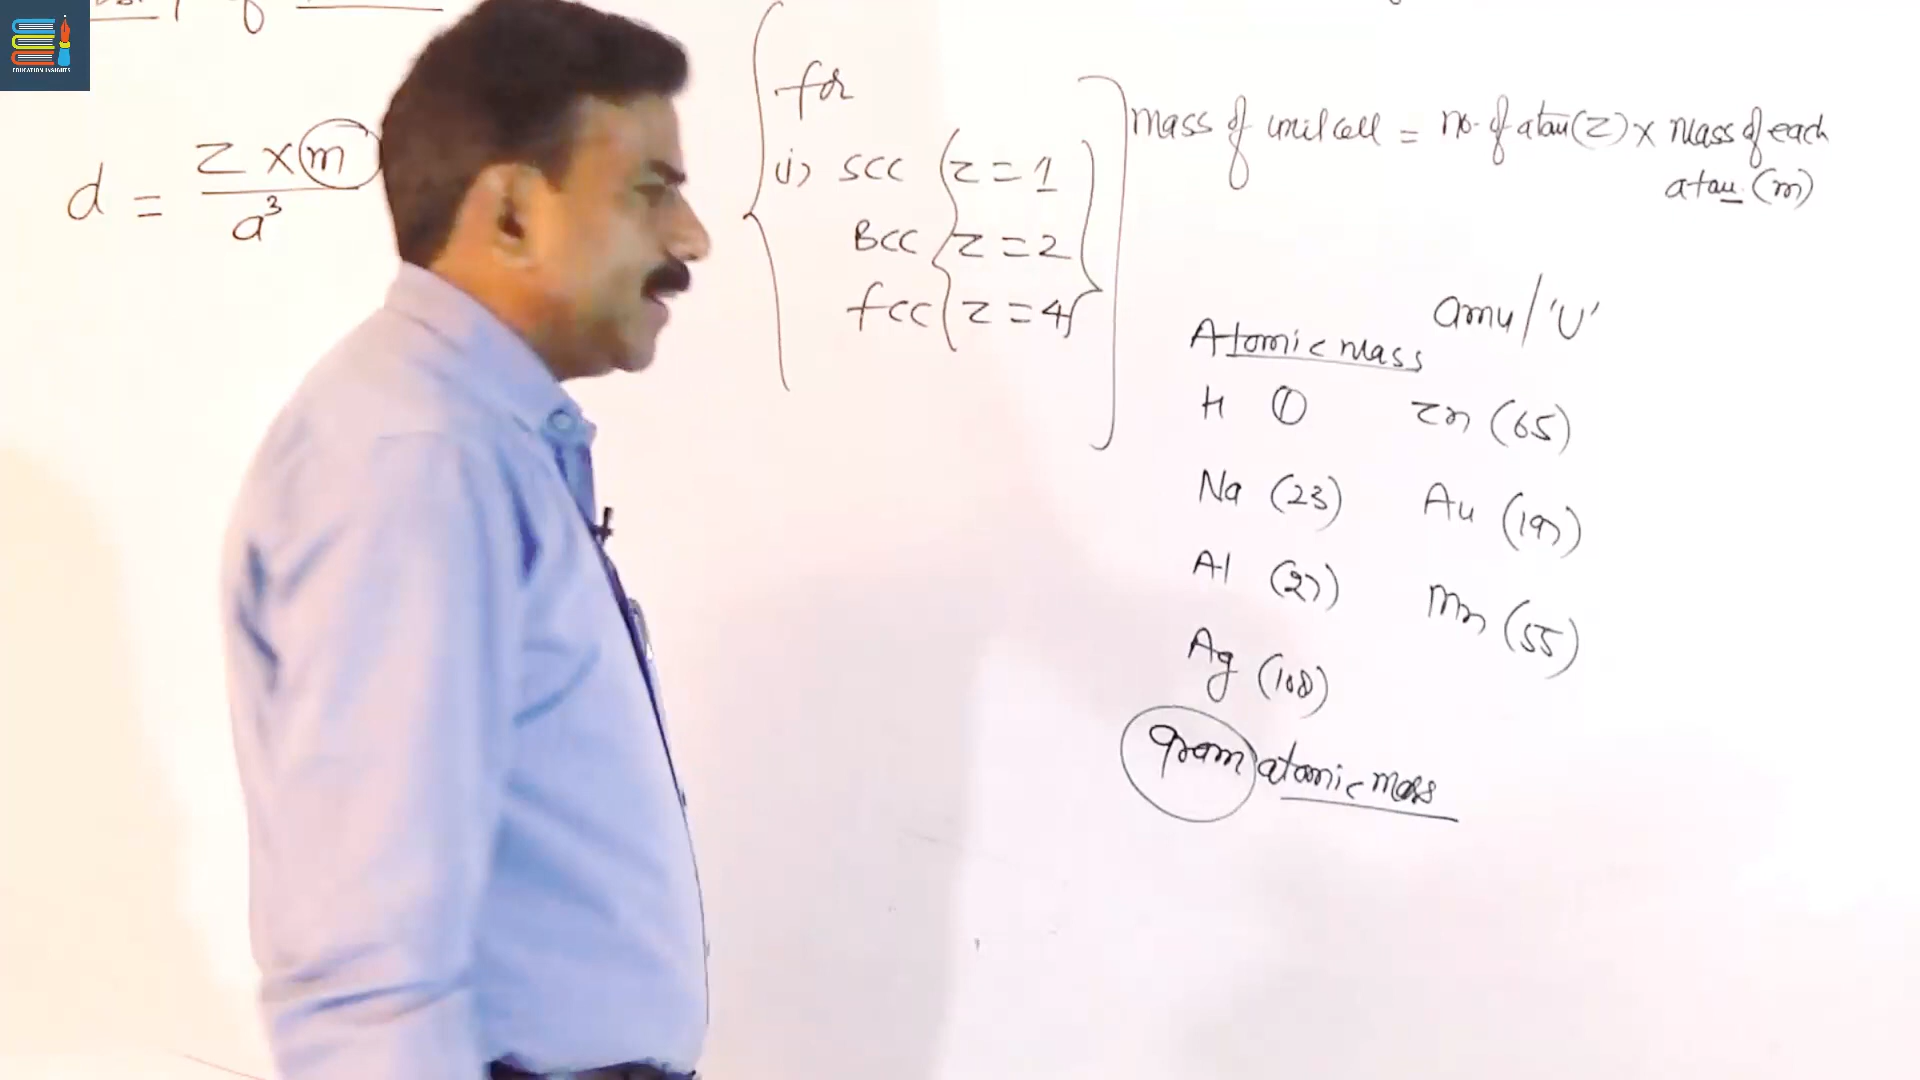 EDUCATION INSIGHTS
d = z × m
a³
for
(i) SCC z = 1
BCC z = 2
fcc z = 4
mass of unit cell = no. of atom (z) × mass of each
atom (m)
Atomic mass
amu / 'U'
H 1 Zn (65)
Na (23) Au (197)
Al (27) Mn (55)
Ag (108)
gram atomic mass